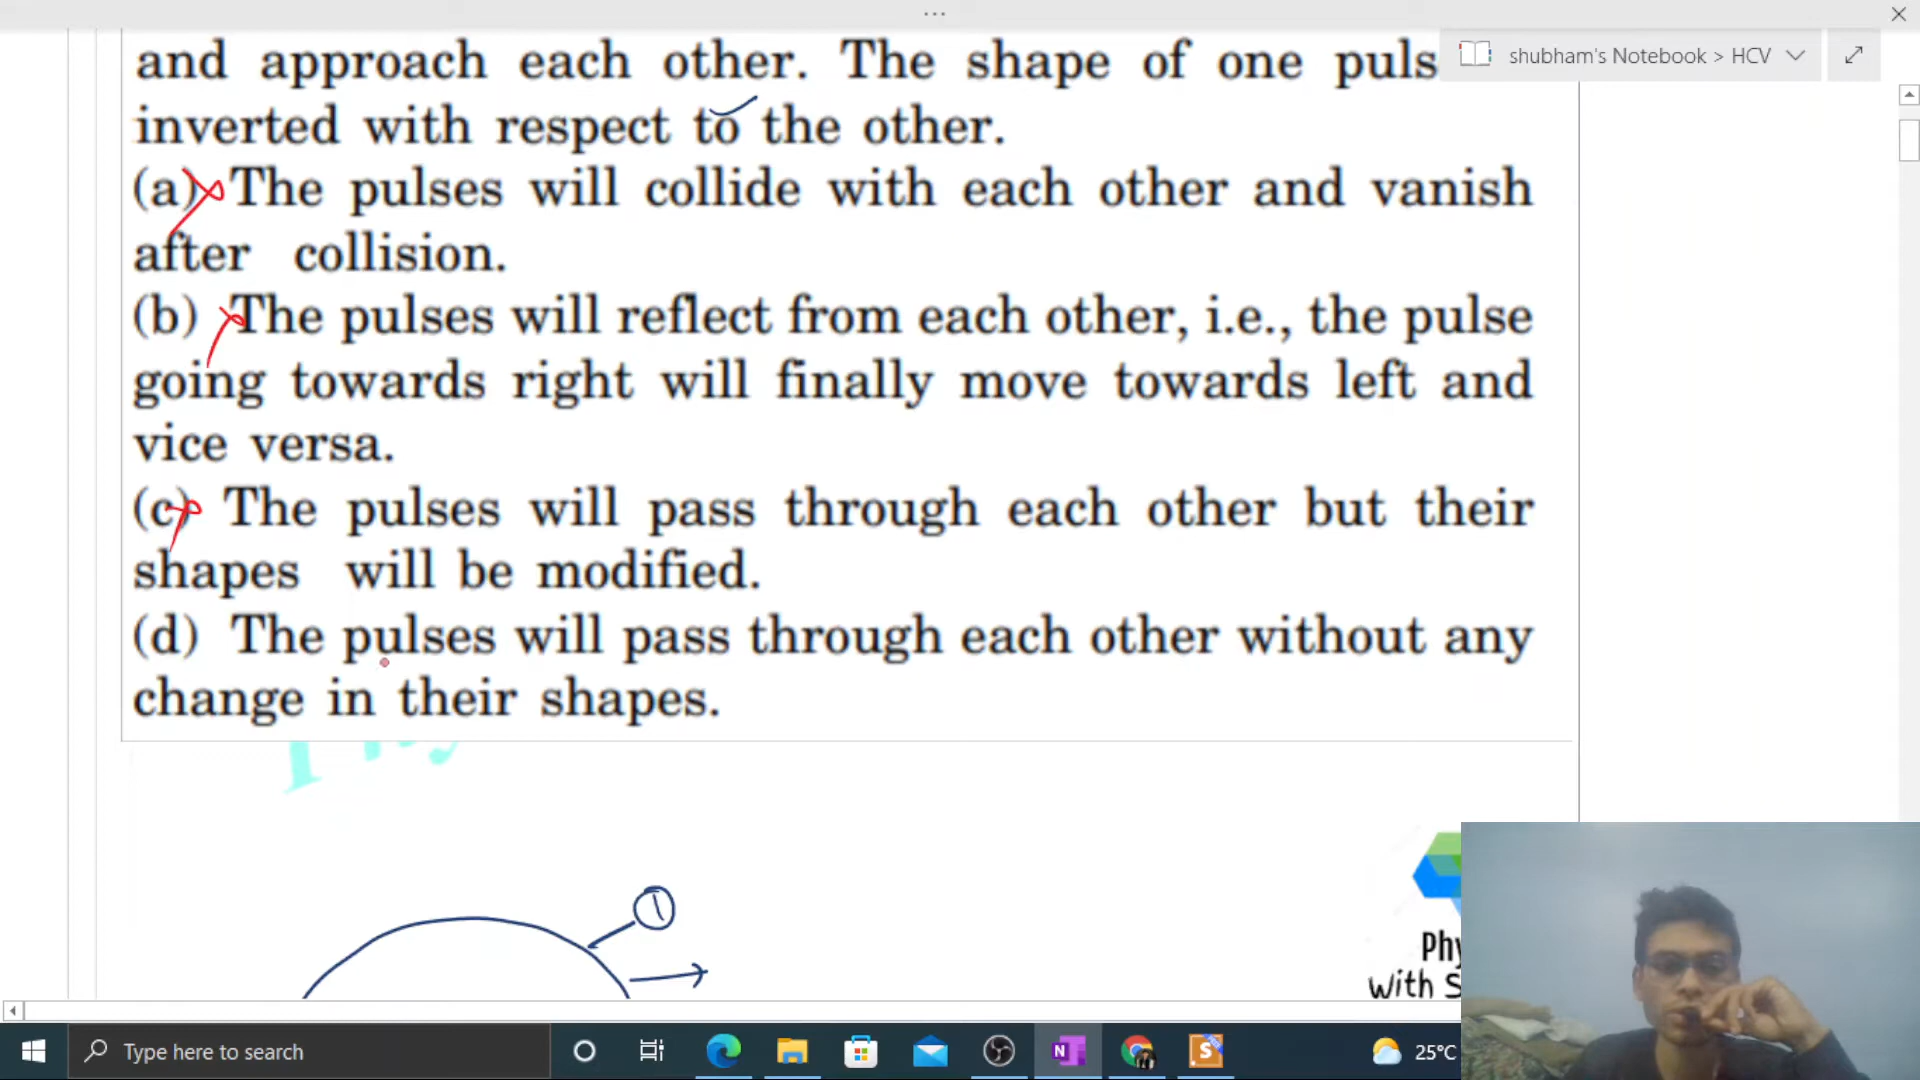 ...
shubham's Notebook > HCV
and approach each other. The shape of one puls
inverted with respect to the other.
(a) The pulses will collide with each other and vanish
after collision.
(b) The pulses will reflect from each other, i.e., the pulse
going towards right will finally move towards left and
vice versa.
(c) The pulses will pass through each other but their
shapes will be modified.
(d) The pulses will pass through each other without any
change in their shapes.
1
Phy
with S
Type here to search
N
S
25°C